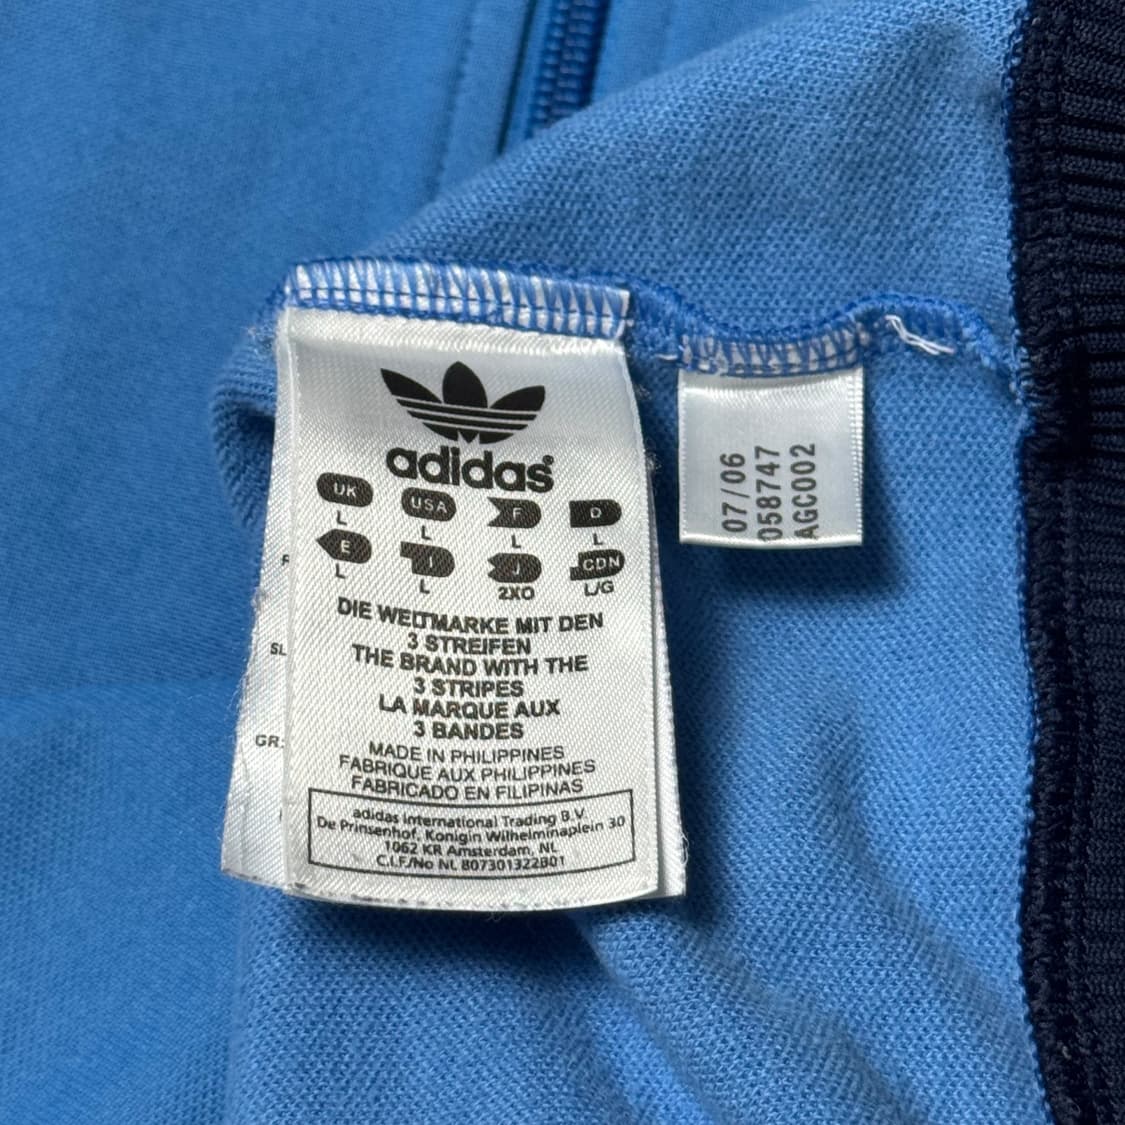 adidas®
UK USA F D
L L L L
E I J CDN
L L 2XO L/G
DIE WELTMARKE MIT DEN
3 STREIFEN
THE BRAND WITH THE
3 STRIPES
LA MARQUE AUX
3 BANDES
MADE IN PHILIPPINES
FABRIQUE AUX PHILIPPINES
FABRICADO EN FILIPINAS
adidas International Trading B.V.
De Prinsenhof, Konigin Wilhelminaplein 30
1062 KR Amsterdam, NL
C.I.F./No NL 807301322B01
07/06
058747
AGC002
SL
GR: